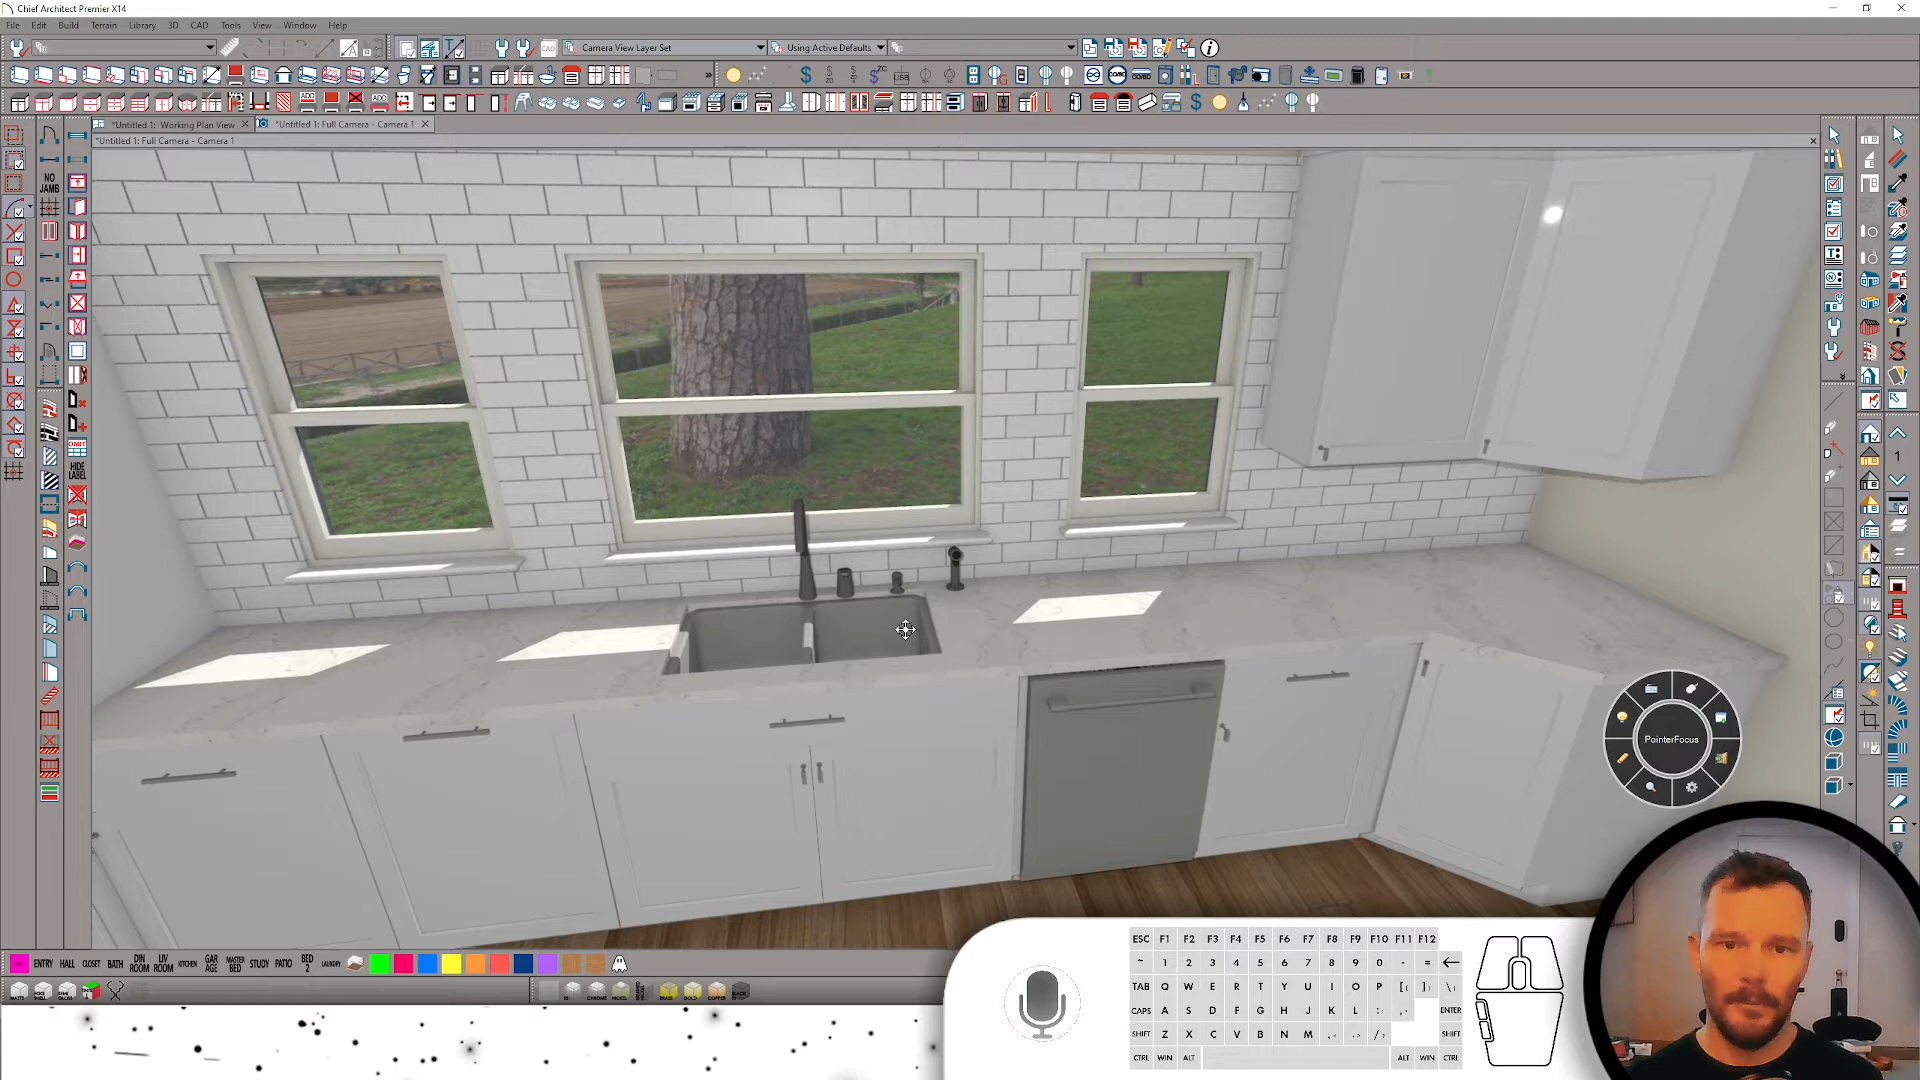 Chief Architect Premier X14
File Edit Build Terrain Library 3D CAD Tools View Window Help
Camera View Layer Set
Using Active Defaults
*Untitled 1: Working Plan View
*Untitled 1: Full Camera - Camera 1
*Untitled 1: Full Camera - Camera 1
NO JAMB
OMIT
HIDE LABEL
1
PointerFocus
ENTRY HALL CLOSET BATH DIN ROOM LIV ROOM KITCHEN GAR AGE MASTER BED STUDY PATIO BED 2 LAUNDRY
ESC F1 F2 F3 F4 F5 F6 F7 F8 F9 F10 F11 F12
~ 1 2 3 4 5 6 7 8 9 0 - =
TAB Q W E R T Y U I O P [ ] \
CAPS A S D F G H J K L ENTER
SHIFT Z X C V B N M SHIFT
CTRL WIN ALT ALT WIN CTRL